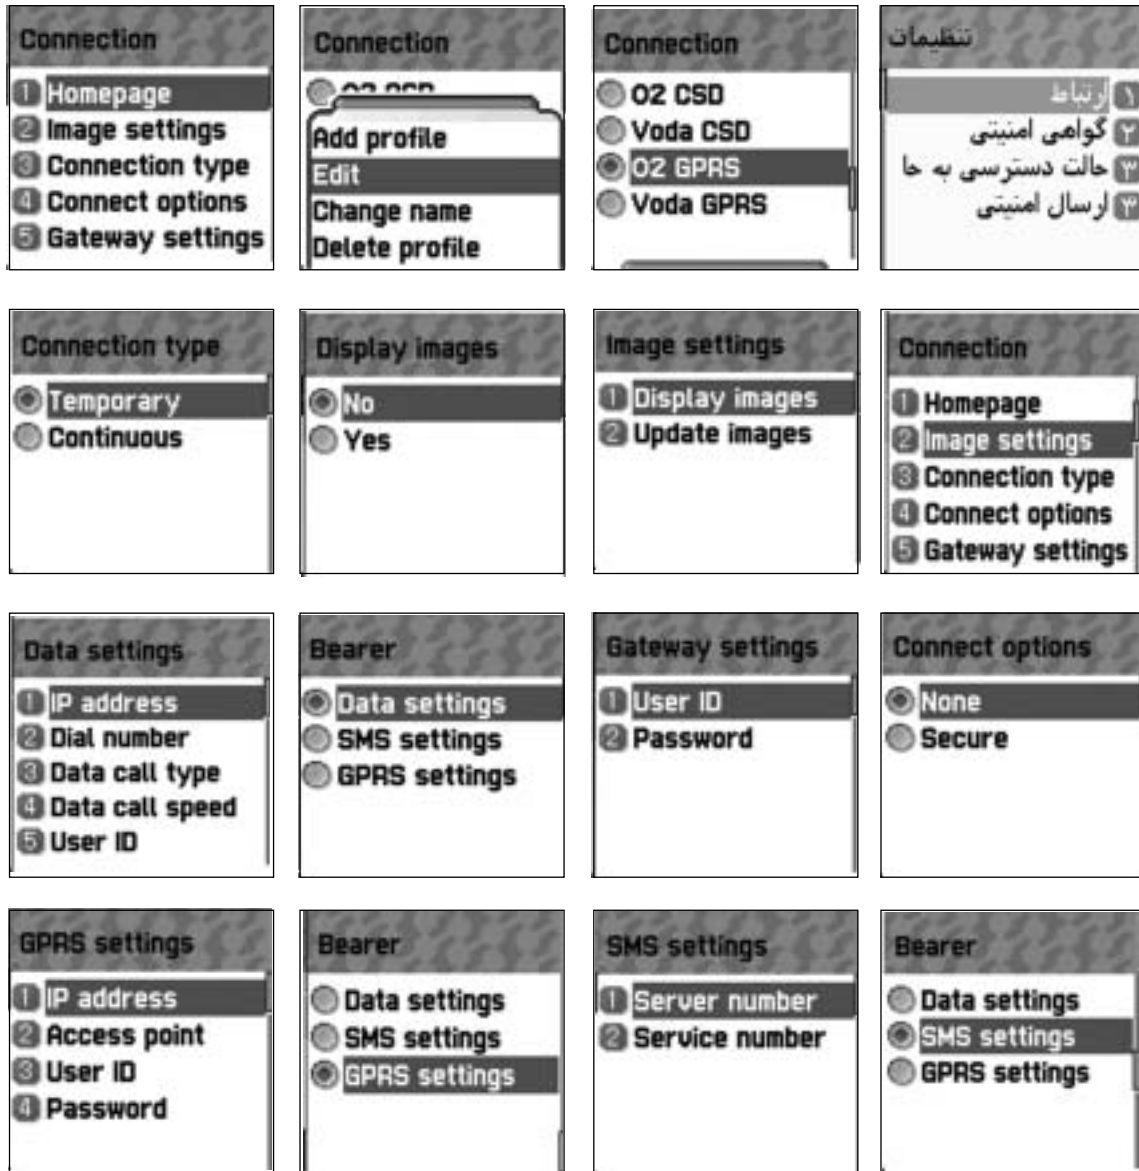 تنظیمات
۱ ارتباط
۲ گواهی امنیتی
۳ حالت دسترسی به حا
۳ ارسال امنیتی
Connection
O2 CSD
Voda CSD
O2 GPRS
Voda GPRS
Connection
Add profile
Edit
Change name
Delete profile
Connection
1 Homepage
2 Image settings
3 Connection type
4 Connect options
5 Gateway settings
Connection
1 Homepage
2 Image settings
3 Connection type
4 Connect options
5 Gateway settings
Image settings
1 Display images
2 Update images
Display images
No
Yes
Connection type
Temporary
Continuous
Connect options
None
Secure
Gateway settings
1 User ID
2 Password
Bearer
Data settings
SMS settings
GPRS settings
Data settings
1 IP address
2 Dial number
3 Data call type
4 Data call speed
5 User ID
Bearer
Data settings
SMS settings
GPRS settings
SMS settings
1 Server number
2 Service number
Bearer
Data settings
SMS settings
GPRS settings
GPRS settings
1 IP address
2 Access point
3 User ID
4 Password